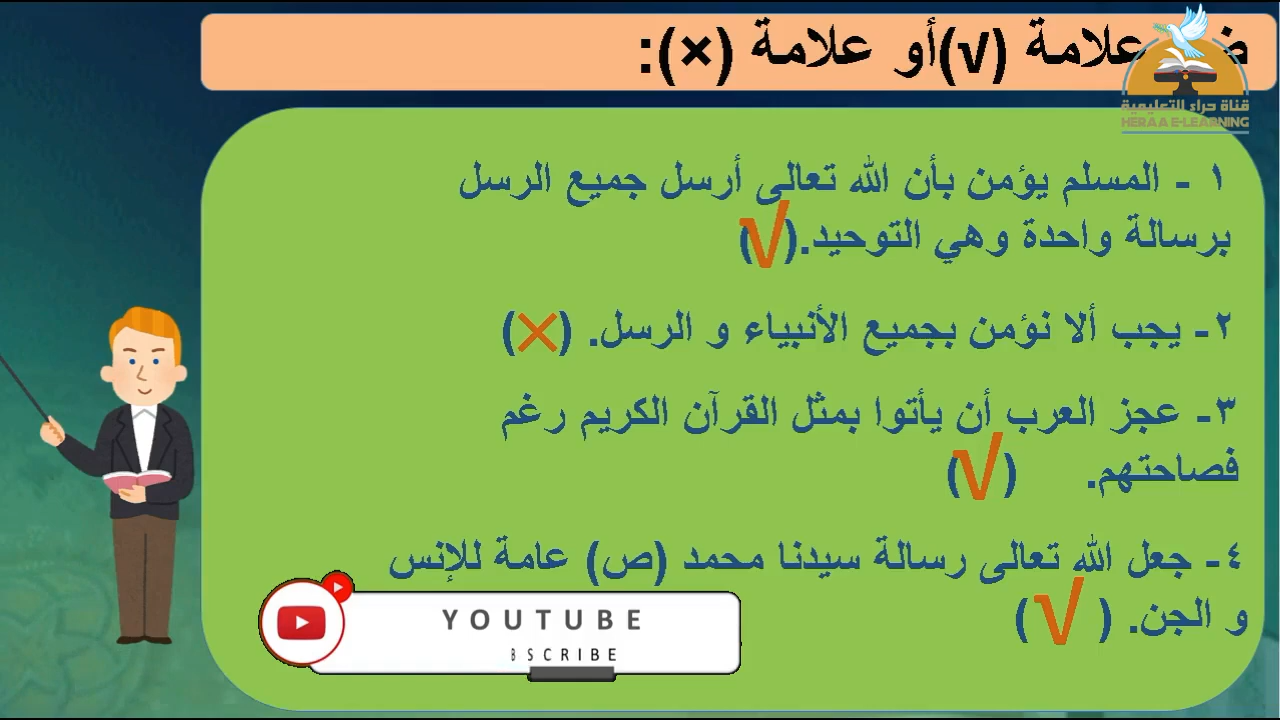 علامة (√)أو علامة (×):
قناة حراء التعليمية
HERAA E-LEARNING
١ - المسلم يؤمن بأن الله تعالى أرسل جميع الرسل
برسالة واحدة وهي التوحيد.(√)
٢- يجب ألا نؤمن بجميع الأنبياء و الرسل. (×)
٣- عجز العرب أن يأتوا بمثل القرآن الكريم رغم
فصاحتهم. (√)
٤- جعل الله تعالى رسالة سيدنا محمد (ص) عامة للإنس
و الجن. (√)
YOUTUBE
SCRIBE